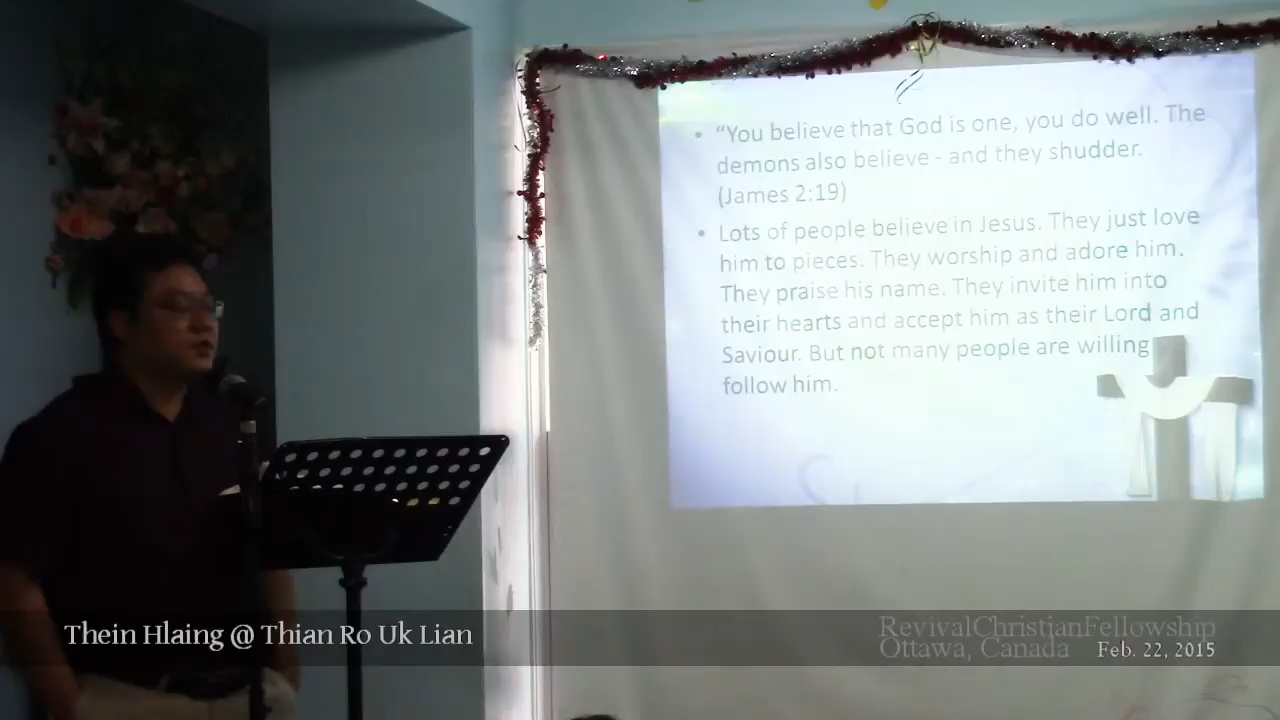 • “You believe that God is one, you do well. The
demons also believe - and they shudder.
(James 2:19)
• Lots of people believe in Jesus. They just love
him to pieces. They worship and adore him.
They praise his name. They invite him into
their hearts and accept him as their Lord and
Saviour. But not many people are willing
follow him.
Thein Hlaing @ Thian Ro Uk Lian
RevivalChristianFellowship
Ottawa, Canada Feb. 22, 2015